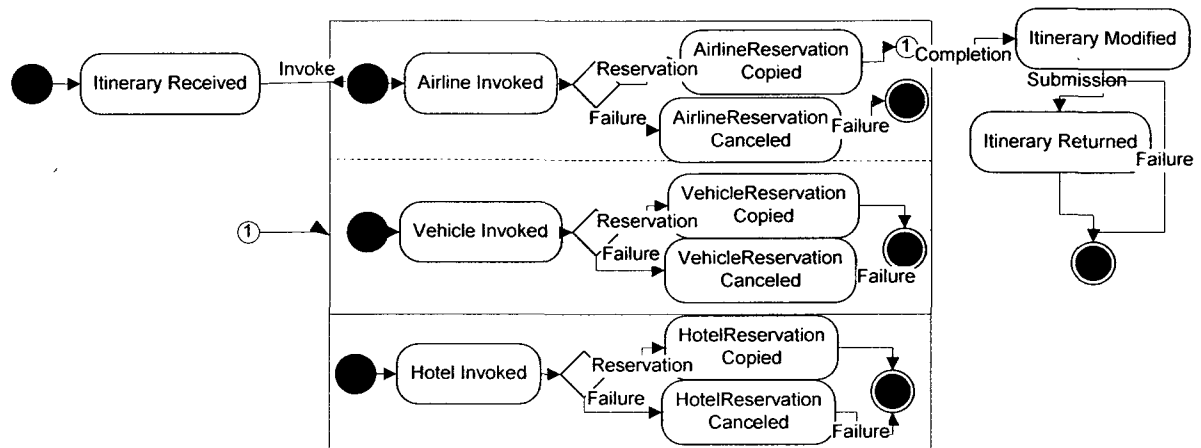 Itinerary Received
Invoke
Airline Invoked
Reservation
Failure
AirlineReservation
Copied
AirlineReservation
Canceled
Failure
1
Completion
Itinerary Modified
Submission
Itinerary Returned
Failure
1
Vehicle Invoked
Reservation
Failure
VehicleReservation
Copied
VehicleReservation
Canceled
Failure
Hotel Invoked
Reservation
Failure
HotelReservation
Copied
HotelReservation
Canceled
Failure